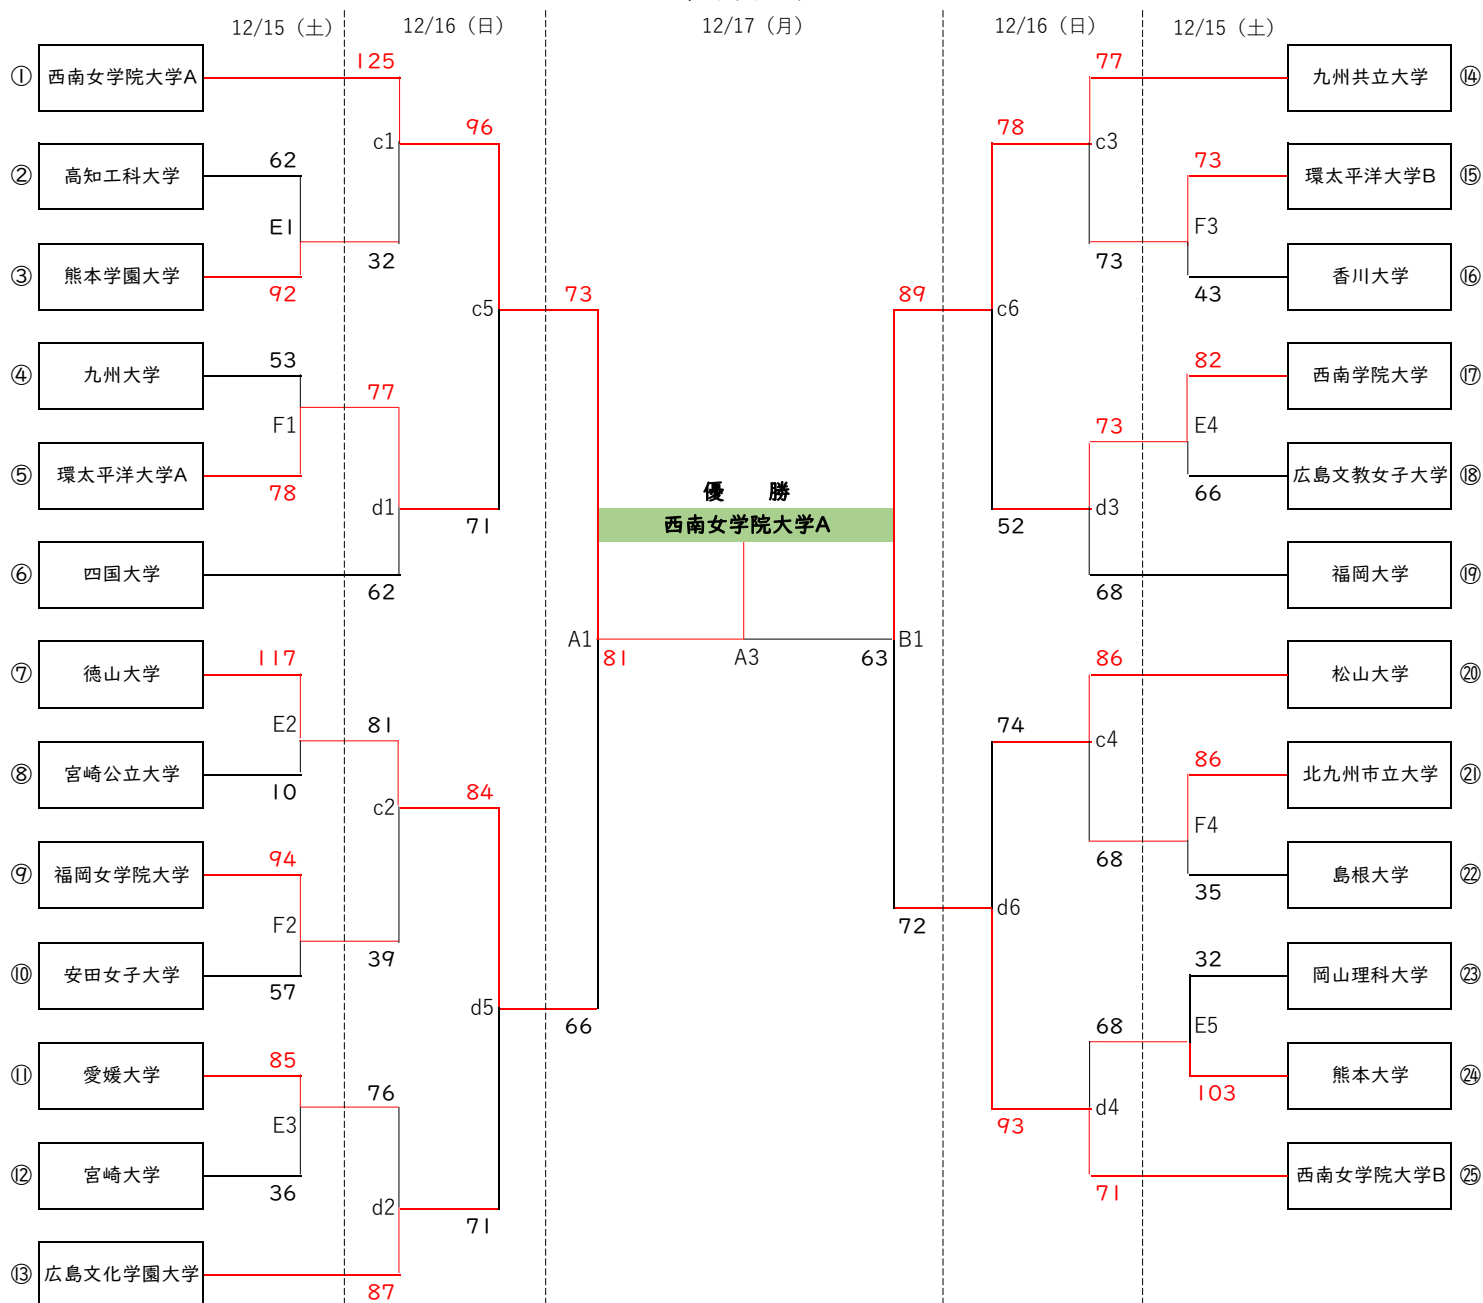 12/15（土）
12/16（日）
12/17（月）
12/16（日）
12/15（土）
① 西南女学院大学A
125
77
九州共立大学 ⑭
c1
96
78
c3
② 高知工科大学
62
73
環太平洋大学B ⑮
E1
F3
32
73
③ 熊本学園大学
92
43
香川大学 ⑯
73
89
c5
c6
④ 九州大学
53
82
西南学院大学 ⑰
77
73
F1
E4
⑤ 環太平洋大学A
78
66
広島文教女子大学 ⑱
優　勝
d1
71
西南女学院大学A
52
d3
⑥ 四国大学
62
68
福岡大学 ⑲
A1
B1
81
A3
63
⑦ 徳山大学
117
86
松山大学 ⑳
E2
81
74
c4
⑧ 宮崎公立大学
10
86
北九州市立大学 ㉑
c2
84
F4
⑨ 福岡女学院大学
94
68
35
島根大学 ㉒
F2
d6
72
39
⑩ 安田女子大学
57
32
岡山理科大学 ㉓
d5
66
68
E5
⑪ 愛媛大学
85
103
熊本大学 ㉔
76
E3
93
d4
⑫ 宮崎大学
36
71
西南女学院大学B ㉕
d2
71
⑬ 広島文化学園大学
87